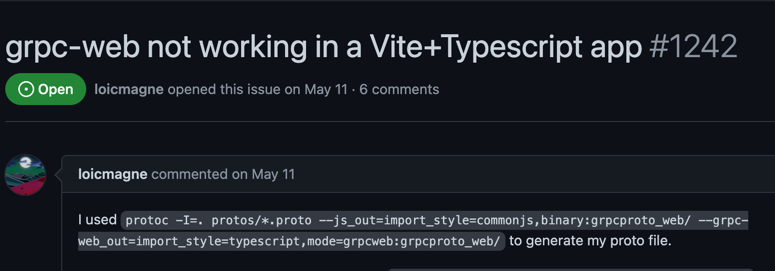 grpc-web not working in a Vite+Typescript app #1242
Open loicmagne opened this issue on May 11 · 6 comments
loicmagne commented on May 11
I used protoc -I=. protos/*.proto --js_out=import_style=commonjs,binary:grpcproto_web/ --grpc-
web_out=import_style=typescript,mode=grpcweb:grpcproto_web/ to generate my proto file.